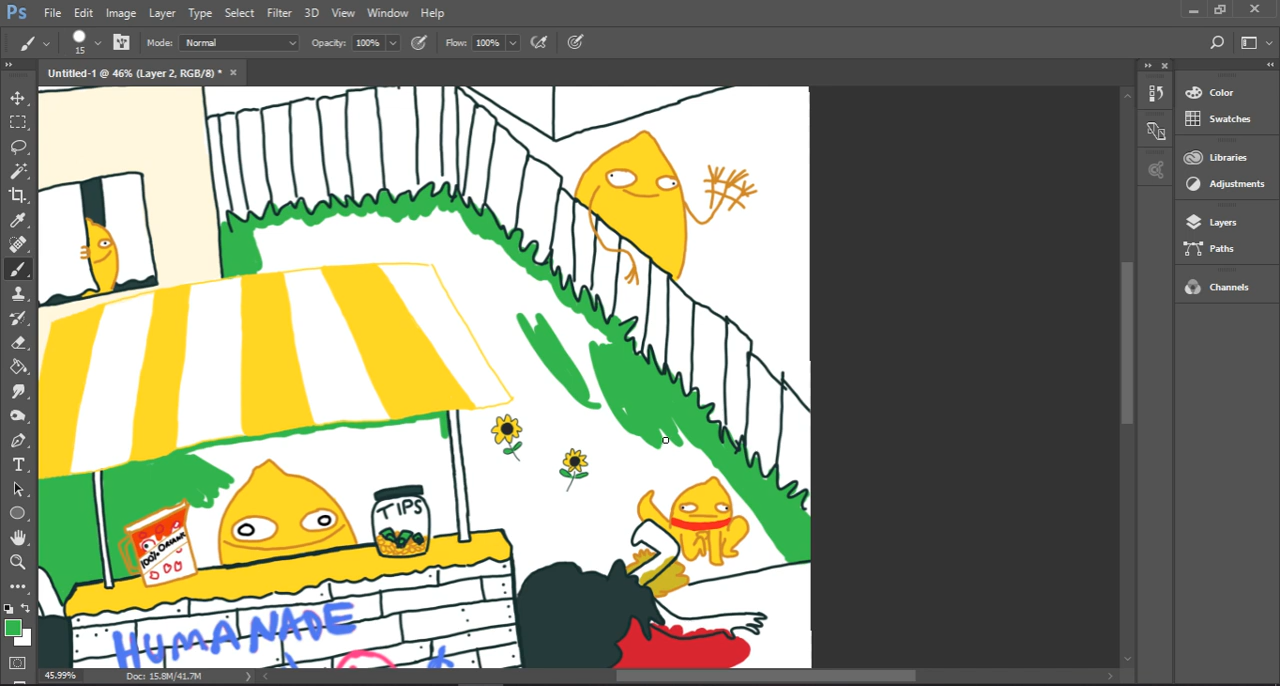 Ps File Edit Image Layer Type Select Filter 3D View Window Help
15 Mode: Normal Opacity: 100% Flow: 100%
Untitled-1 @ 46% (Layer 2, RGB/8) * ×
Color
Swatches
Libraries
Adjustments
Layers
Paths
Channels
TIPS
100% ORGANIC
HUMANADE
45.99% Doc: 15.8M/41.7M